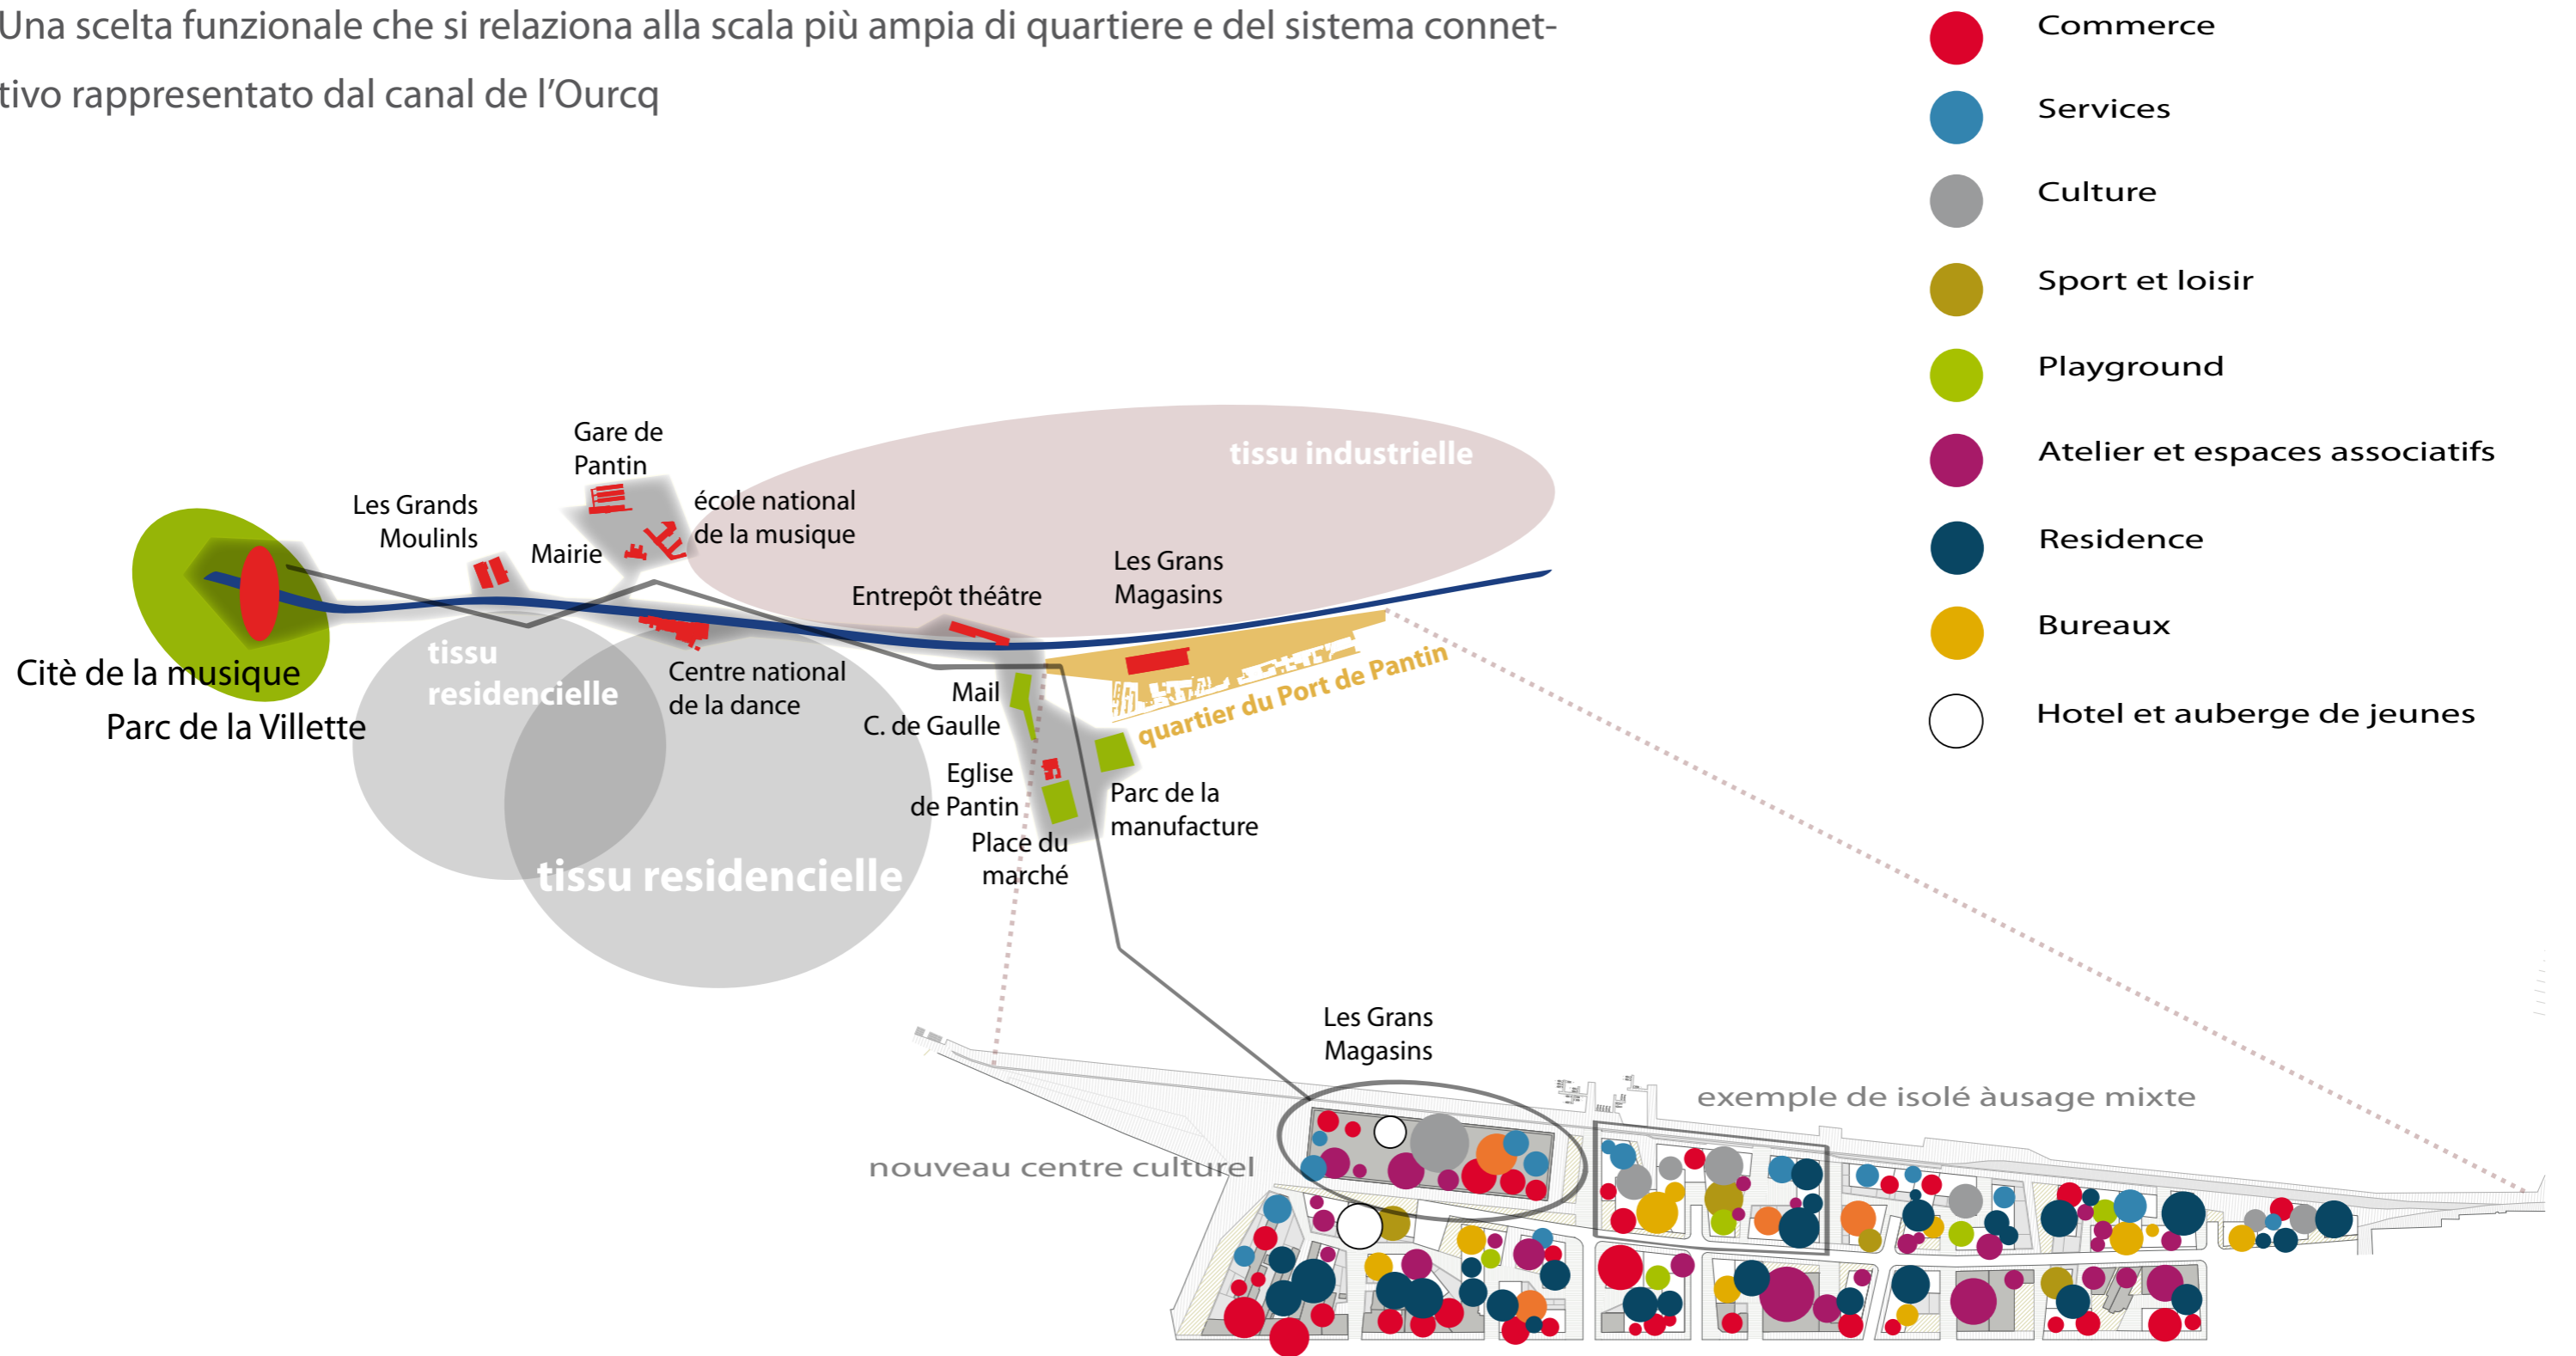 Una scelta funzionale che si relaziona alla scala più ampia di quartiere e del sistema connet-
tivo rappresentato dal canal de l'Ourcq
Commerce
Services
Culture
Sport et loisir
Playground
Atelier et espaces associatifs
Residence
Bureaux
Hotel et auberge de jeunes
Gare de
Pantin
tissu industrielle
Les Grands
Moulinls
Mairie
école national
de la musique
Entrepôt théâtre
Les Grans
Magasins
Citè de la musique
Parc de la Villette
tissu
residencielle
Centre national
de la dance
Mail
C. de Gaulle
quartier du Port de Pantin
Eglise
de Pantin
Parc de la
manufacture
Place du
marché
tissu residencielle
Les Grans
Magasins
exemple de isolé àusage mixte
nouveau centre culturel